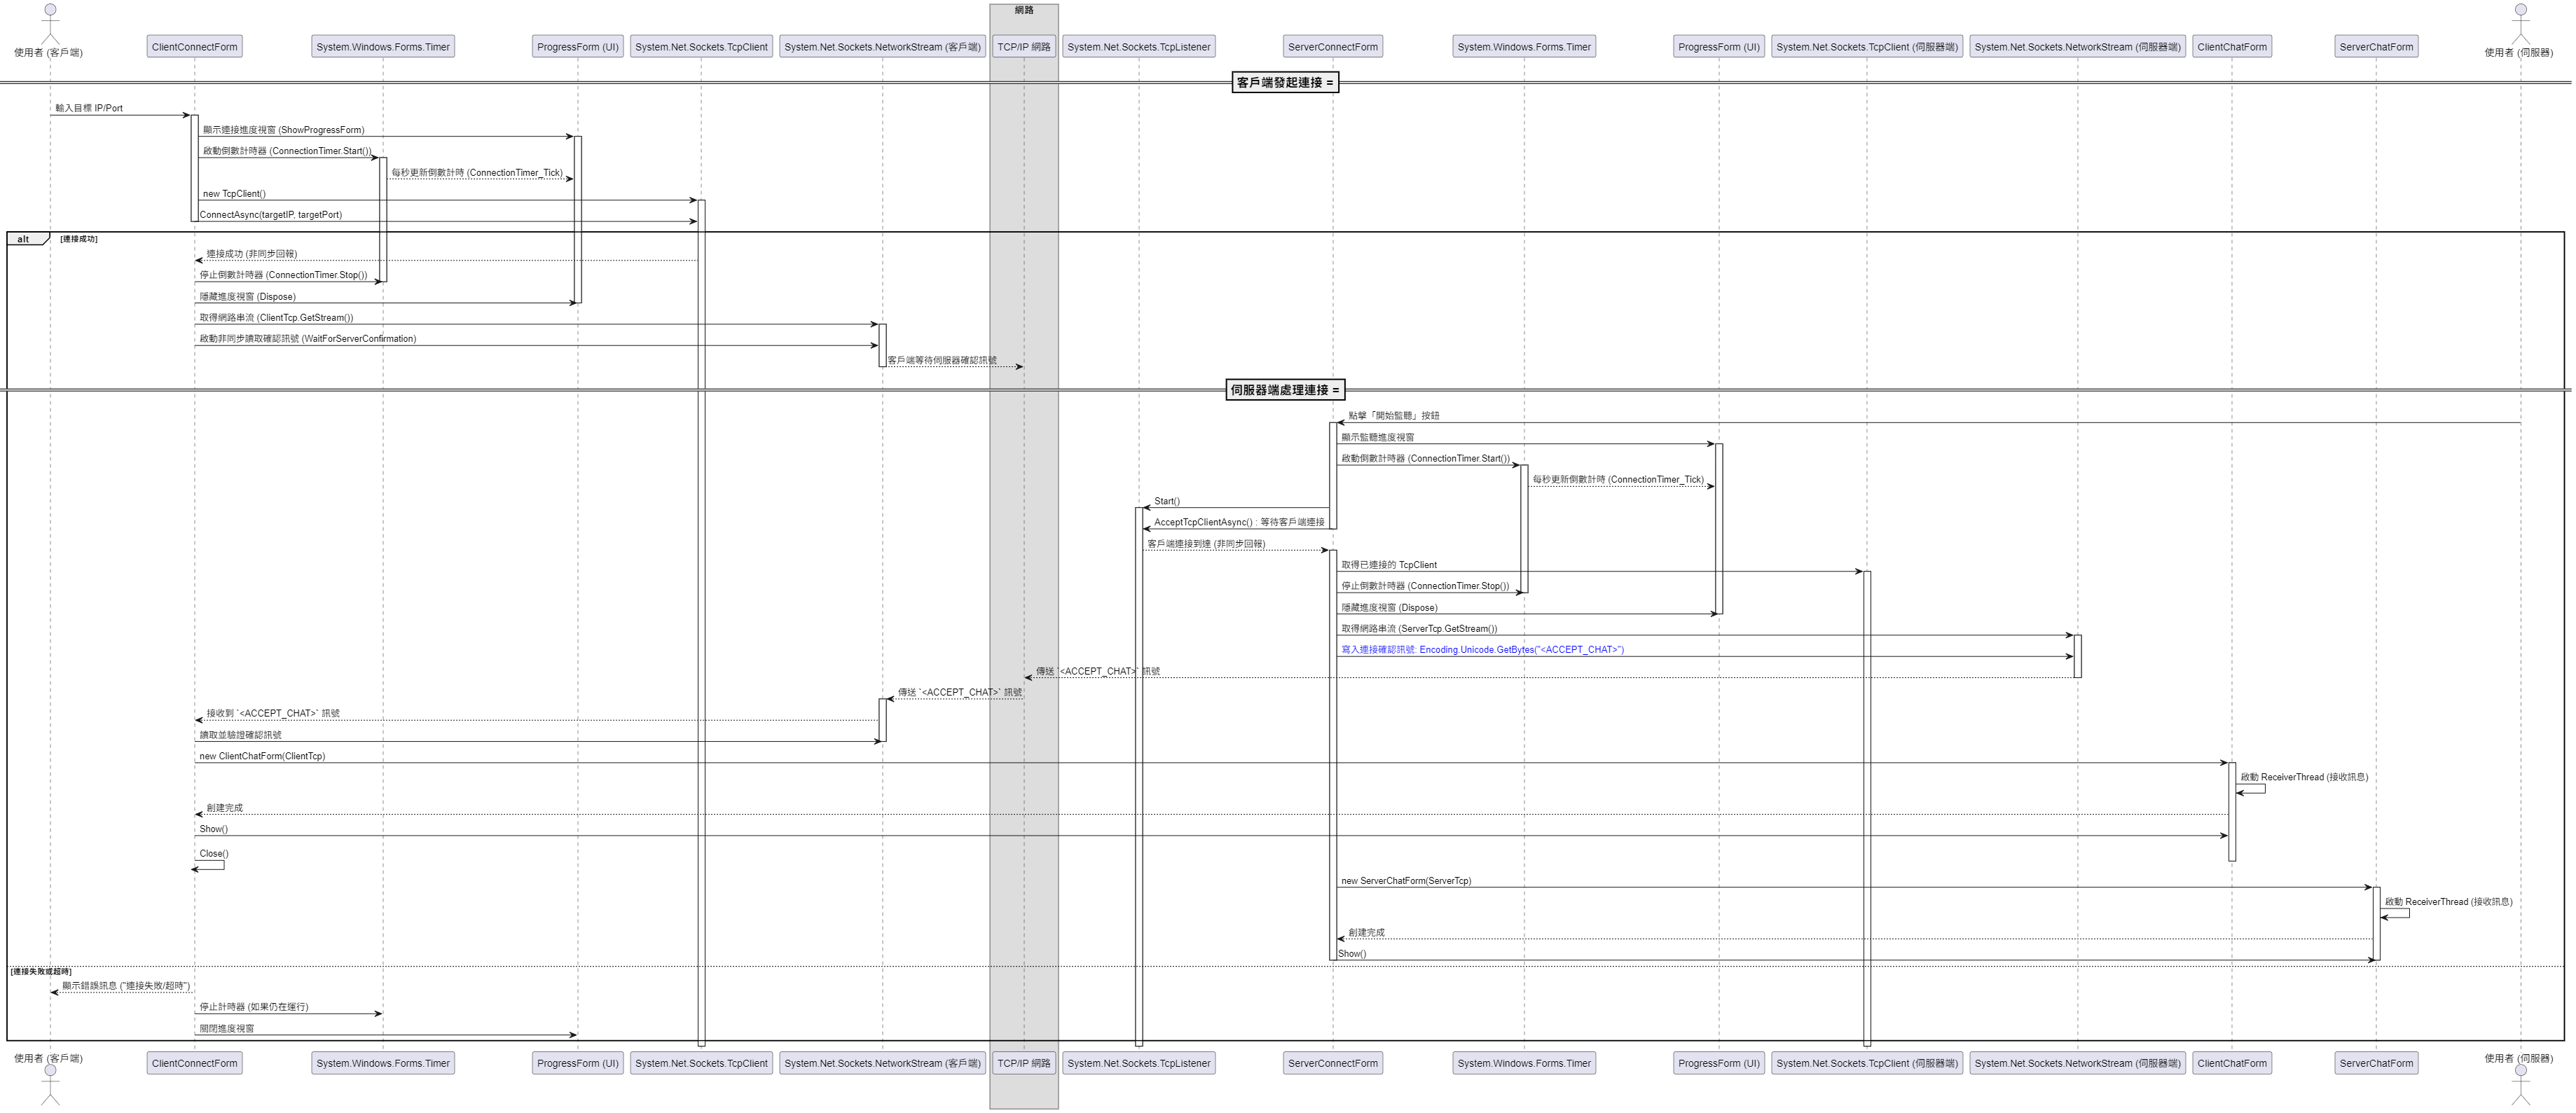 網路
使用者 (客戶端)
ClientConnectForm
System.Windows.Forms.Timer
ProgressForm (UI)
System.Net.Sockets.TcpClient
System.Net.Sockets.NetworkStream (客戶端)
TCP/IP 網路
System.Net.Sockets.TcpListener
ServerConnectForm
System.Windows.Forms.Timer
ProgressForm (UI)
System.Net.Sockets.TcpClient (伺服器端)
System.Net.Sockets.NetworkStream (伺服器端)
ClientChatForm
ServerChatForm
使用者 (伺服器)
客戶端發起連接 =
輸入目標 IP/Port
顯示連接進度視窗 (ShowProgressForm)
啟動倒數計時器 (ConnectionTimer.Start())
每秒更新倒數計時 (ConnectionTimer_Tick)
new TcpClient()
ConnectAsync(targetIP, targetPort)
alt
[連接成功]
連接成功 (非同步回報)
停止倒數計時器 (ConnectionTimer.Stop())
隱藏進度視窗 (Dispose)
取得網路串流 (ClientTcp.GetStream())
啟動非同步讀取確認訊號 (WaitForServerConfirmation)
客戶端等待伺服器確認訊號
伺服器端處理連接 =
點擊「開始監聽」按鈕
顯示監聽進度視窗
啟動倒數計時器 (ConnectionTimer.Start())
每秒更新倒數計時 (ConnectionTimer_Tick)
Start()
AcceptTcpClientAsync() : 等待客戶端連接
客戶端連接到達 (非同步回報)
取得已連接的 TcpClient
停止倒數計時器 (ConnectionTimer.Stop())
隱藏進度視窗 (Dispose)
取得網路串流 (ServerTcp.GetStream())
寫入連接確認訊號: Encoding.Unicode.GetBytes("<ACCEPT_CHAT>")
傳送 `<ACCEPT_CHAT>` 訊號
傳送 `<ACCEPT_CHAT>` 訊號
接收到 `<ACCEPT_CHAT>` 訊號
讀取並驗證確認訊號
new ClientChatForm(ClientTcp)
啟動 ReceiverThread (接收訊息)
創建完成
Show()
Close()
new ServerChatForm(ServerTcp)
啟動 ReceiverThread (接收訊息)
創建完成
Show()
[連接失敗或超時]
顯示錯誤訊息 ("連接失敗/超時")
停止計時器 (如果仍在運行)
關閉進度視窗
使用者 (客戶端)
ClientConnectForm
System.Windows.Forms.Timer
ProgressForm (UI)
System.Net.Sockets.TcpClient
System.Net.Sockets.NetworkStream (客戶端)
TCP/IP 網路
System.Net.Sockets.TcpListener
ServerConnectForm
System.Windows.Forms.Timer
ProgressForm (UI)
System.Net.Sockets.TcpClient (伺服器端)
System.Net.Sockets.NetworkStream (伺服器端)
ClientChatForm
ServerChatForm
使用者 (伺服器)